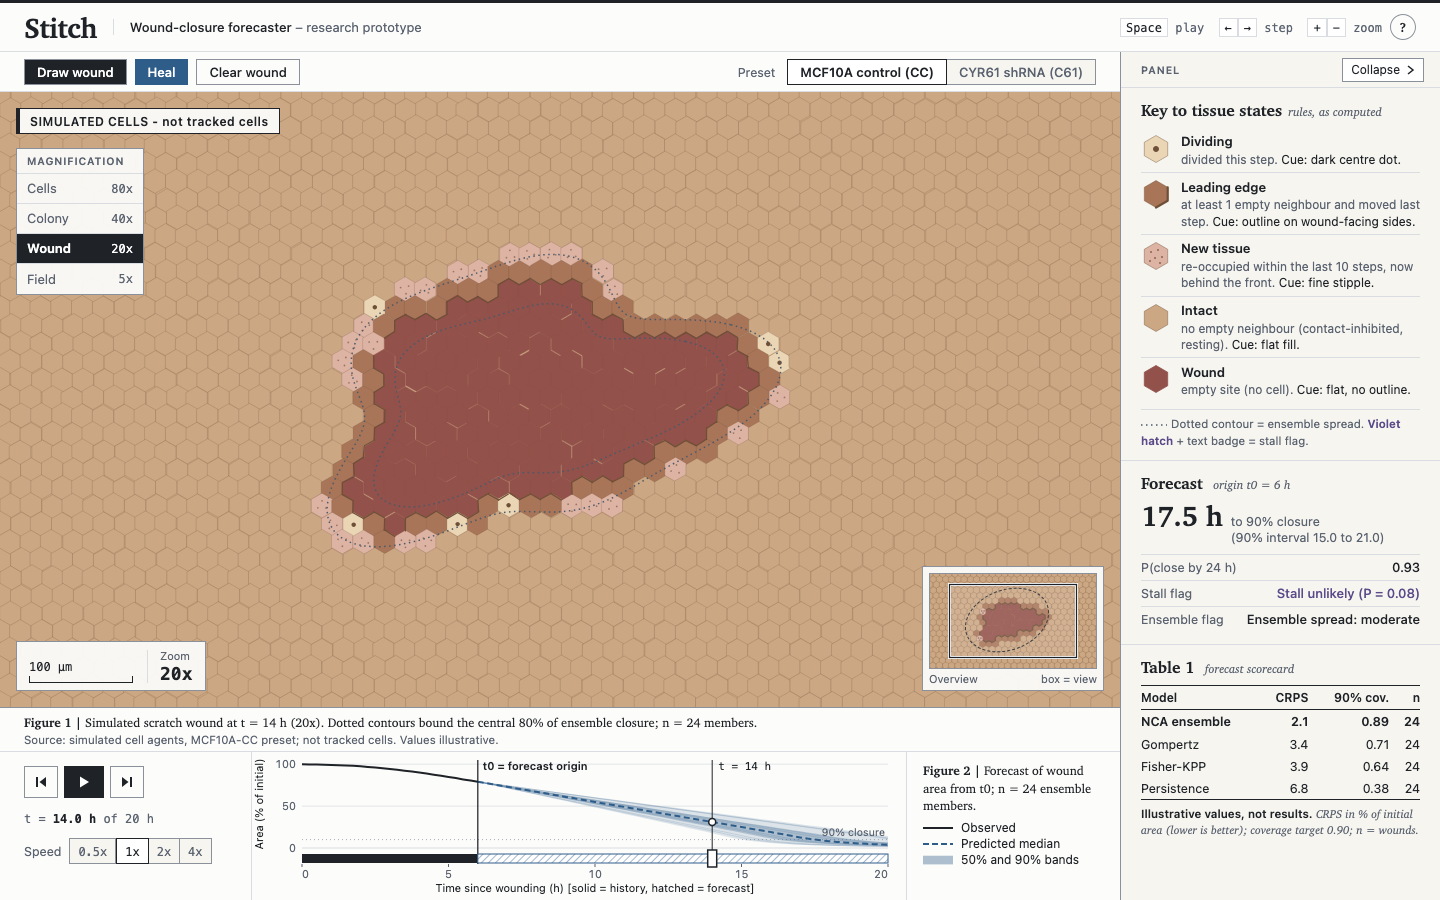 Stitch
Wound-closure forecaster – research prototype
Space play ← → step + − zoom ?
Draw wound Heal Clear wound
Preset MCF10A control (CC) CYR61 shRNA (C61)
PANEL Collapse
SIMULATED CELLS - not tracked cells
MAGNIFICATION
Cells 80x
Colony 40x
Wound 20x
Field 5x
100 µm
Zoom
20x
Overview box = view
Key to tissue states rules, as computed
Dividing
divided this step. Cue: dark centre dot.
Leading edge
at least 1 empty neighbour and moved last
step. Cue: outline on wound-facing sides.
New tissue
re-occupied within the last 10 steps, now
behind the front. Cue: fine stipple.
Intact
no empty neighbour (contact-inhibited,
resting). Cue: flat fill.
Wound
empty site (no cell). Cue: flat, no outline.
Dotted contour = ensemble spread. Violet
hatch + text badge = stall flag.
Forecast origin t0 = 6 h
17.5 h to 90% closure
(90% interval 15.0 to 21.0)
P(close by 24 h) 0.93
Stall flag Stall unlikely (P = 0.08)
Ensemble flag Ensemble spread: moderate
Table 1 forecast scorecard
Model CRPS 90% cov. n
NCA ensemble 2.1 0.89 24
Gompertz 3.4 0.71 24
Fisher-KPP 3.9 0.64 24
Persistence 6.8 0.38 24
Illustrative values, not results. CRPS in % of initial
area (lower is better); coverage target 0.90; n = wounds.
Figure 1 | Simulated scratch wound at t = 14 h (20x). Dotted contours bound the central 80% of ensemble closure; n = 24 members.
Source: simulated cell agents, MCF10A-CC preset; not tracked cells. Values illustrative.
t = 14.0 h of 20 h
Speed 0.5x 1x 2x 4x
Area (% of initial)
100
50
0
t0 = forecast origin
t = 14 h
90% closure
0 5 10 15 20
Time since wounding (h) [solid = history, hatched = forecast]
Figure 2 | Forecast of wound
area from t0; n = 24 ensemble
members.
Observed
Predicted median
50% and 90% bands